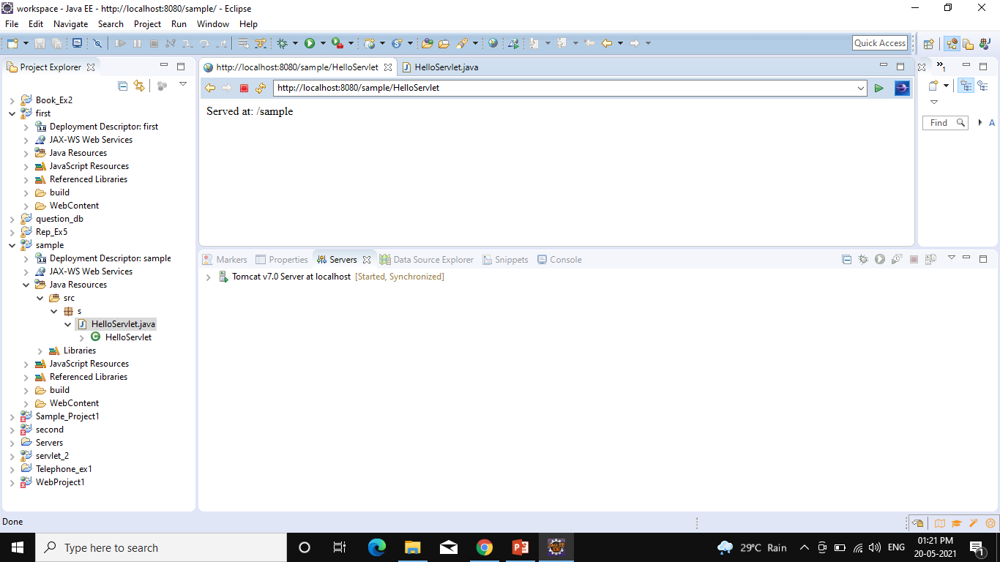 workspace - Java EE - http://localhost:8080/sample/ - Eclipse
File Edit Navigate Search Project Run Window Help
Quick Access
Project Explorer
Book_Ex2
first
3.0 Deployment Descriptor: first
JAX-WS Web Services
Java Resources
JavaScript Resources
Referenced Libraries
build
WebContent
question_db
Rep_Ex5
sample
3.0 Deployment Descriptor: sample
JAX-WS Web Services
Java Resources
src
s
HelloServlet.java
HelloServlet
Libraries
JavaScript Resources
Referenced Libraries
build
WebContent
Sample_Project1
second
Servers
servlet_2
Telephone_ex1
WebProject1
http://localhost:8080/sample/HelloServlet
HelloServlet.java
http://localhost:8080/sample/HelloServlet
Served at: /sample
Find
A
Markers Properties Servers Data Source Explorer Snippets Console
Tomcat v7.0 Server at localhost [Started, Synchronized]
Done
Type here to search
29°C Rain
ENG
01:21 PM
20-05-2021
1